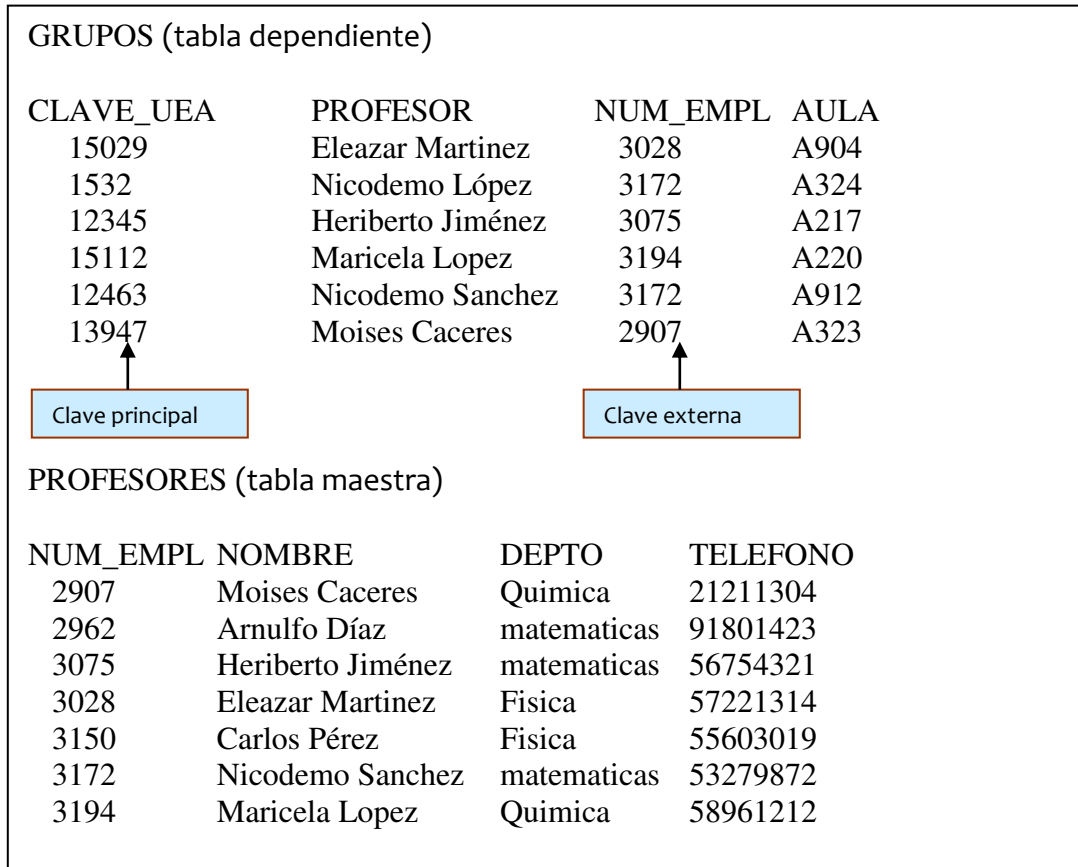 GRUPOS (tabla dependiente)
CLAVE_UEA PROFESOR NUM_EMPL AULA
15029 Eleazar Martinez 3028 A904
1532 Nicodemo López 3172 A324
12345 Heriberto Jiménez 3075 A217
15112 Maricela Lopez 3194 A220
12463 Nicodemo Sanchez 3172 A912
13947 Moises Caceres 2907 A323
Clave principal Clave externa
PROFESORES (tabla maestra)
NUM_EMPL NOMBRE DEPTO TELEFONO
2907 Moises Caceres Quimica 21211304
2962 Arnulfo Díaz matematicas 91801423
3075 Heriberto Jiménez matematicas 56754321
3028 Eleazar Martinez Fisica 57221314
3150 Carlos Pérez Fisica 55603019
3172 Nicodemo Sanchez matematicas 53279872
3194 Maricela Lopez Quimica 58961212